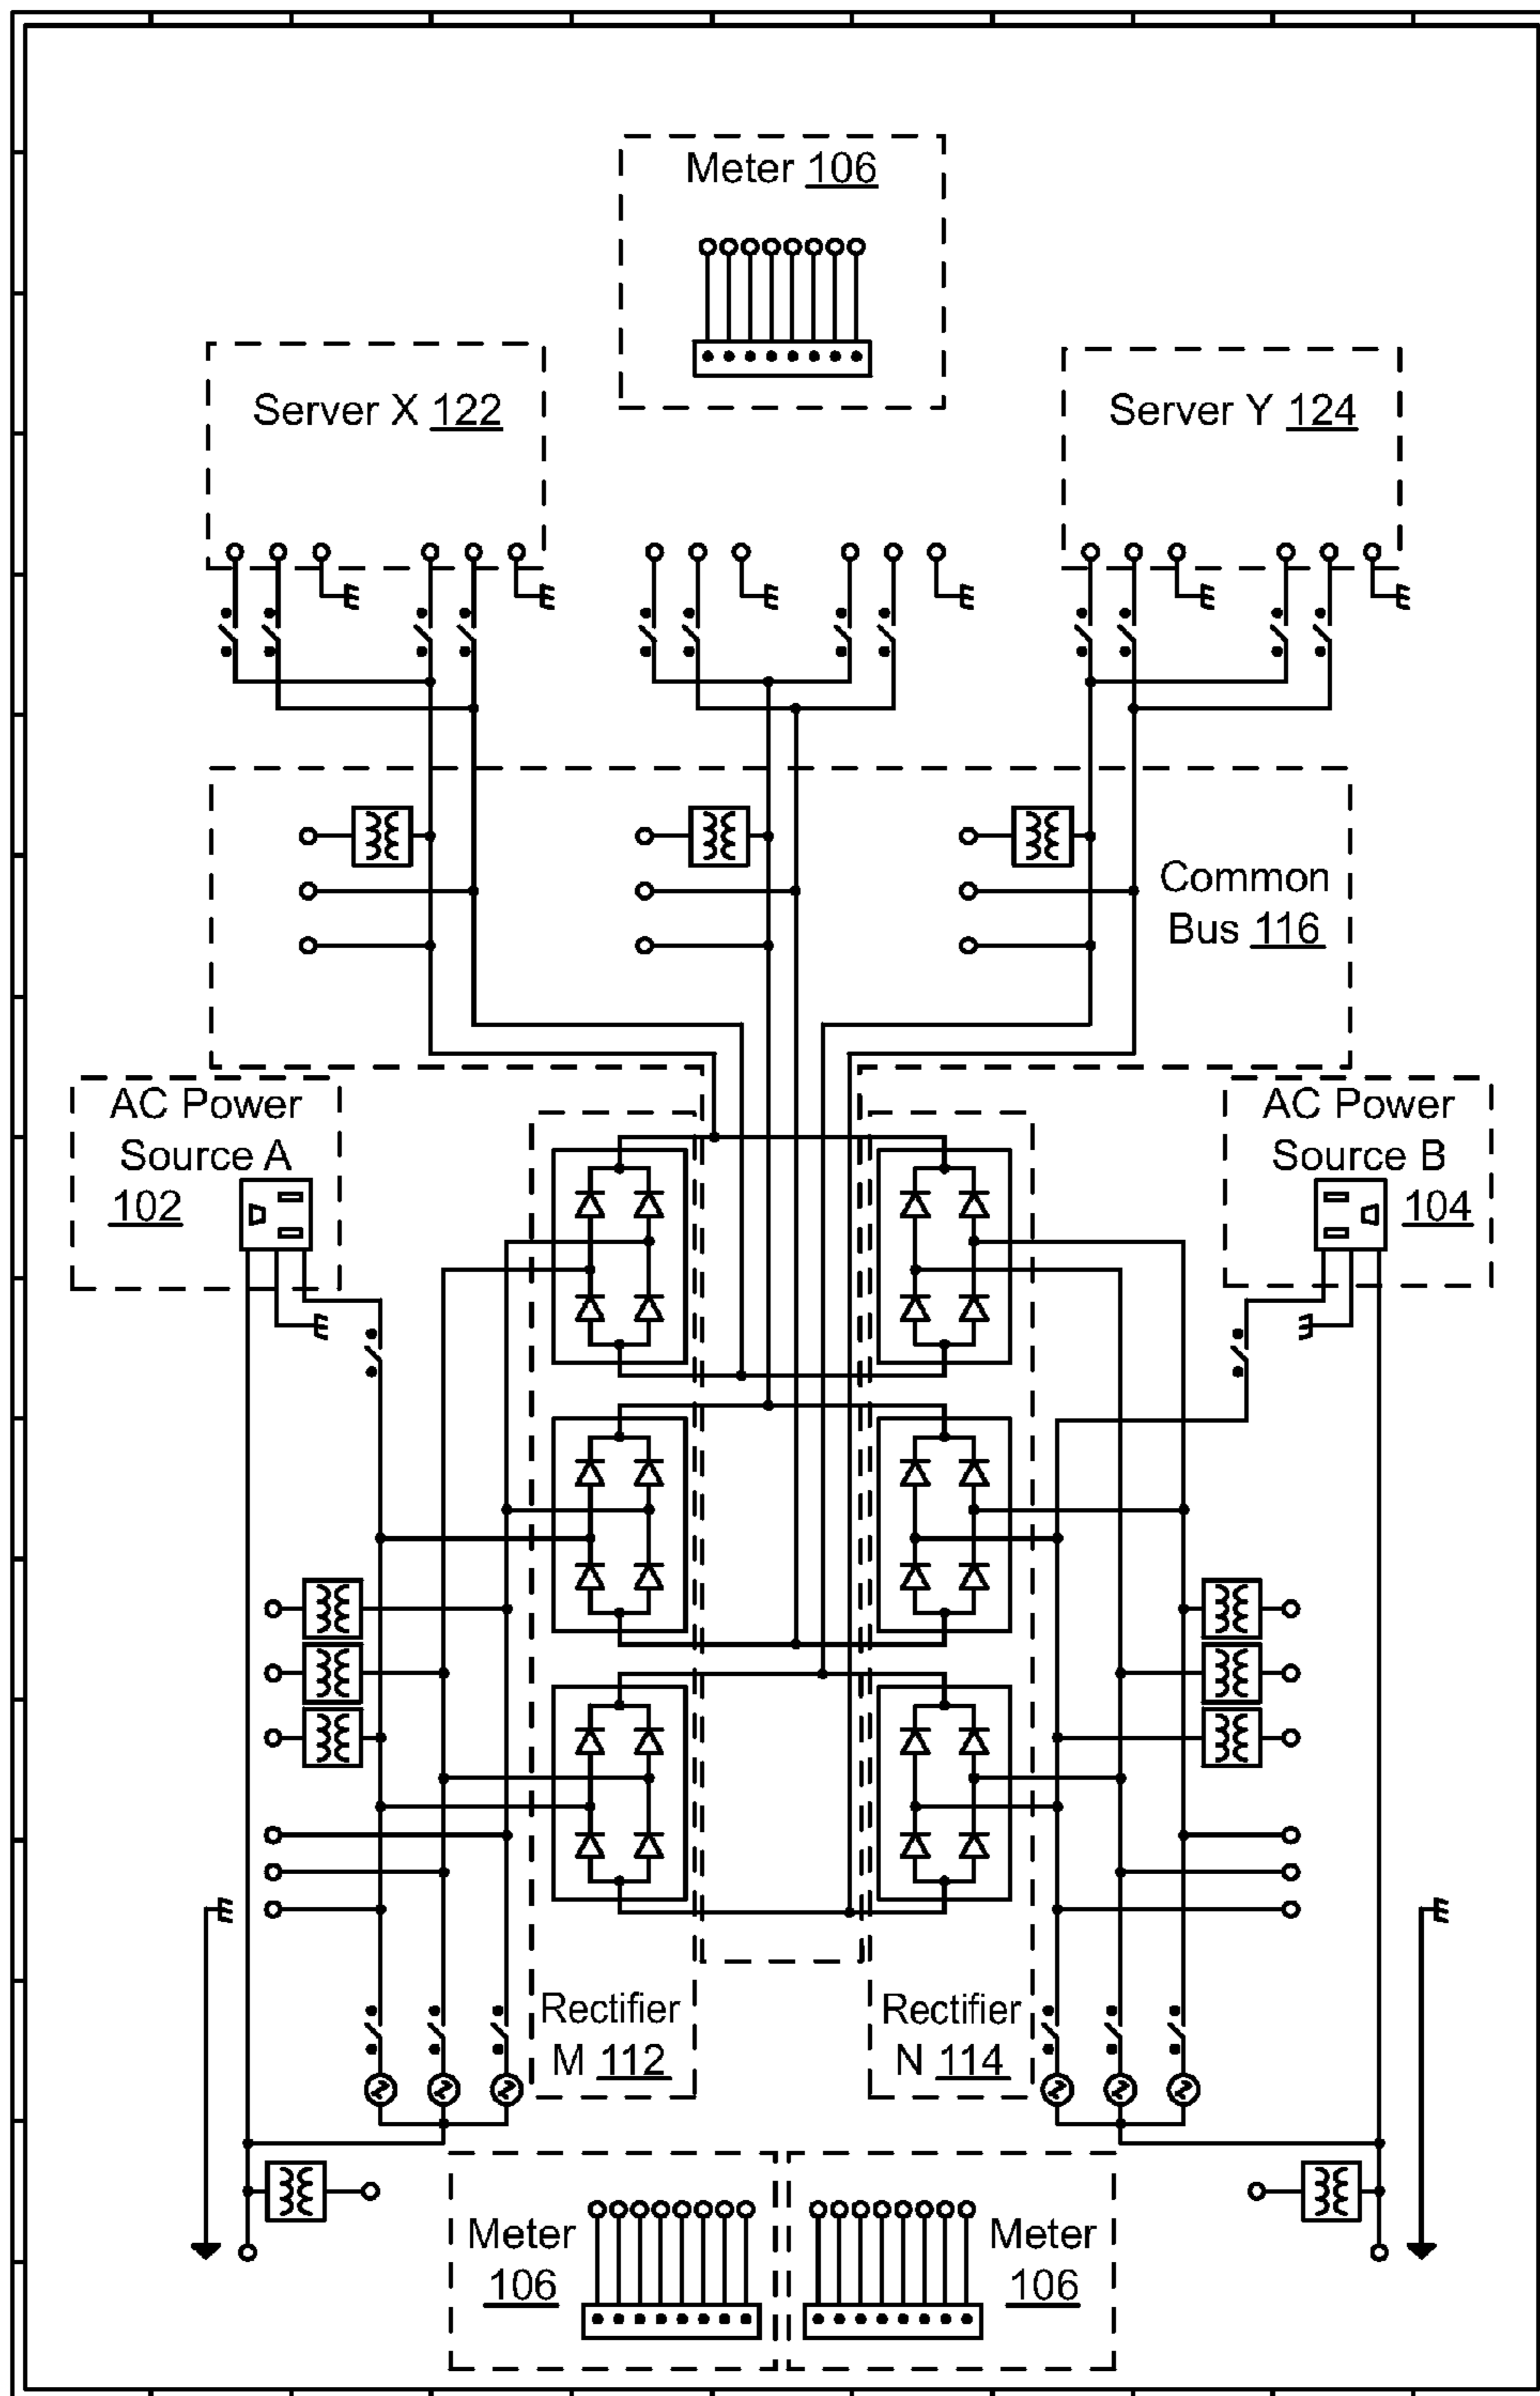 Meter 106
Server X 122
Server Y 124
Common
Bus 116
AC Power
Source A
102
AC Power
Source B
104
Rectifier
M 112
Rectifier
N 114
Meter
106
Meter
106